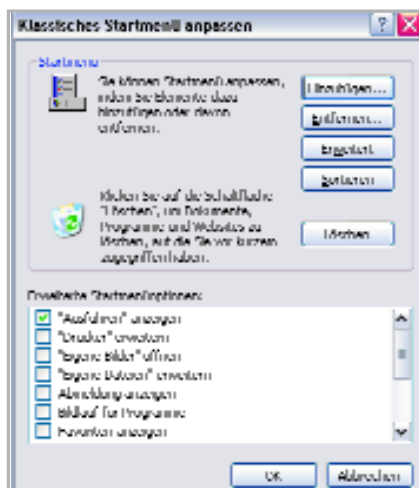 Klassisches Startmenü anpassen
Startmenü
Sie können Startmenü anpassen,
indem Sie Elemente dazu
hinzufügen oder davon
entfernen.
Hinzufügen...
Entfernen...
Erweitert
Sortieren
Klicken Sie auf die Schaltfläche
"Löschen", um Dokumente,
Programme und Websites zu
löschen, auf die Sie vor kurzem
zugegriffen haben.
Löschen
Erweiterte Startmenüoptionen:
"Ausführen" anzeigen
"Drucker" erweitern
"Eigene Bilder" öffnen
"Eigene Dateien" erweitern
Abmeldung anzeigen
Bildlauf für Programme
Favoriten anzeigen
OK
Abbrechen